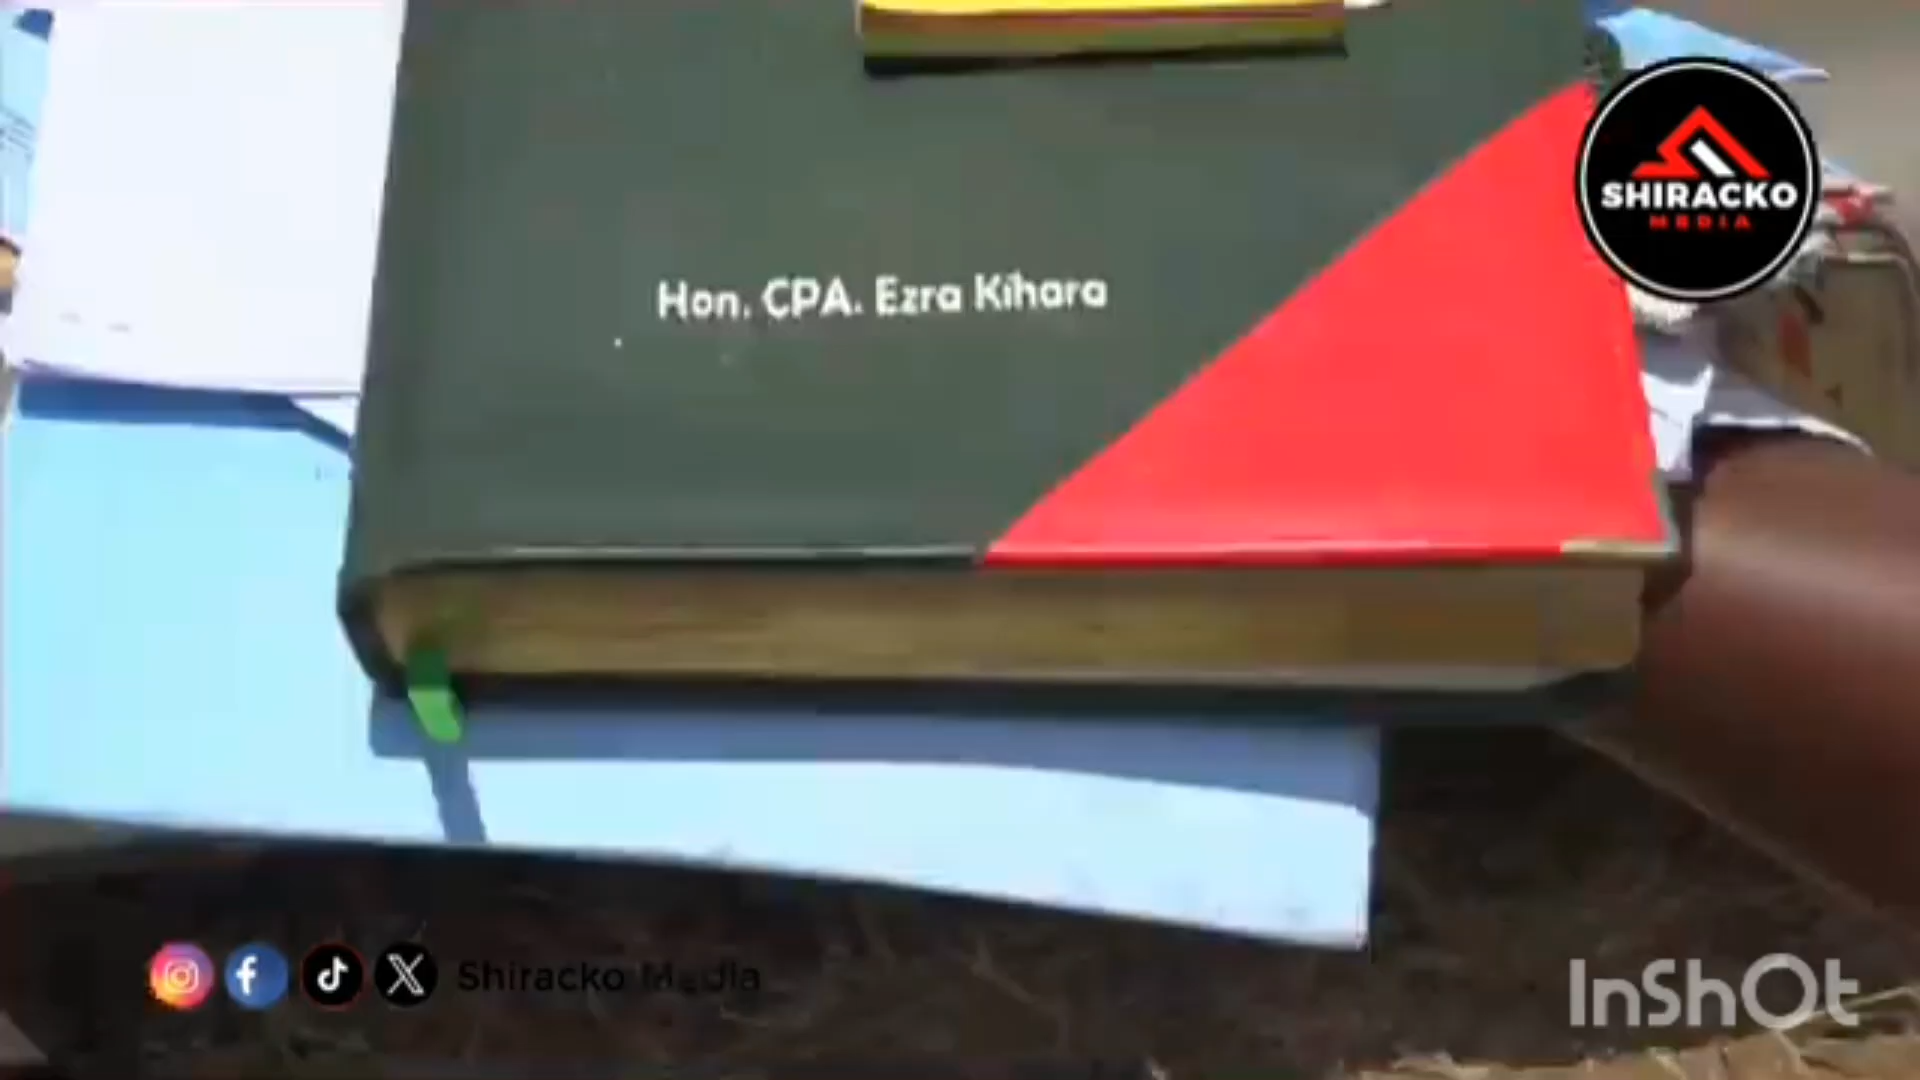 SHIRACKO
MEDIA
Hon. CPA. Ezra Kihara
Shiracko Media
InShOt